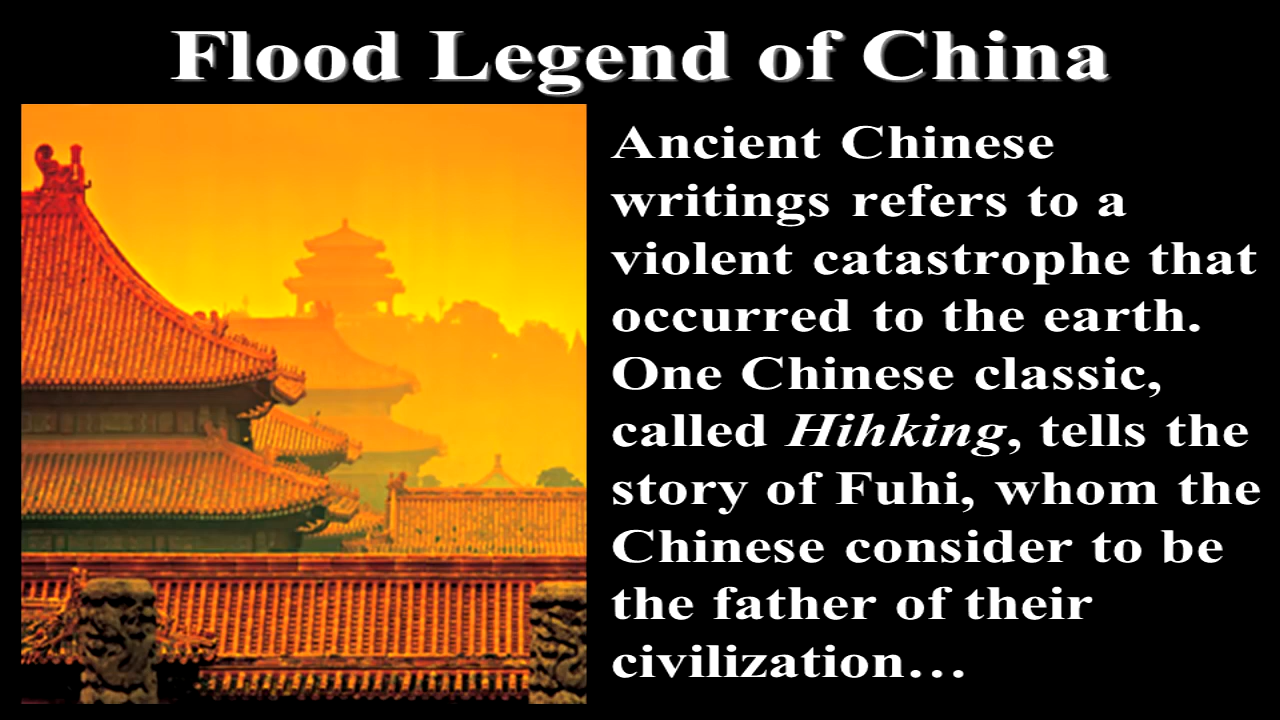 Flood Legend of China
Ancient Chinese
writings refers to a
violent catastrophe that
occurred to the earth.
One Chinese classic,
called Hihking, tells the
story of Fuhi, whom the
Chinese consider to be
the father of their
civilization…